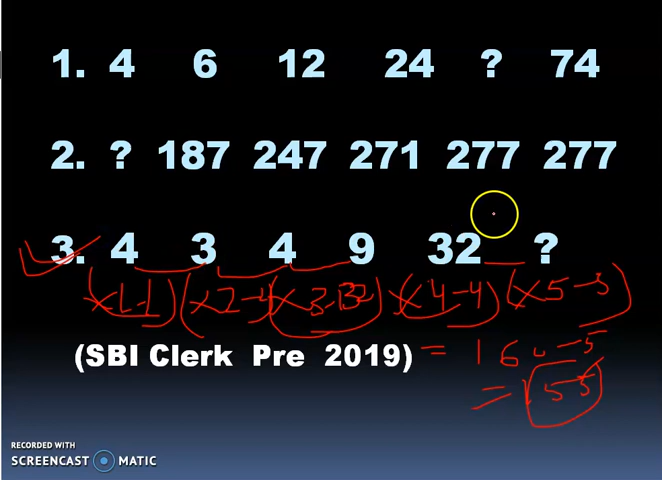 1. 4 6 12 24 ? 74
2. ? 187 247 271 277 277
3. 4 3 4 9 32 ?
(×1-1) (×2-4) (×3-32) (×4-4) (×5-5)
(SBI Clerk Pre 2019) = 160-5
= 155
RECORDED WITH
SCREENCAST MATIC